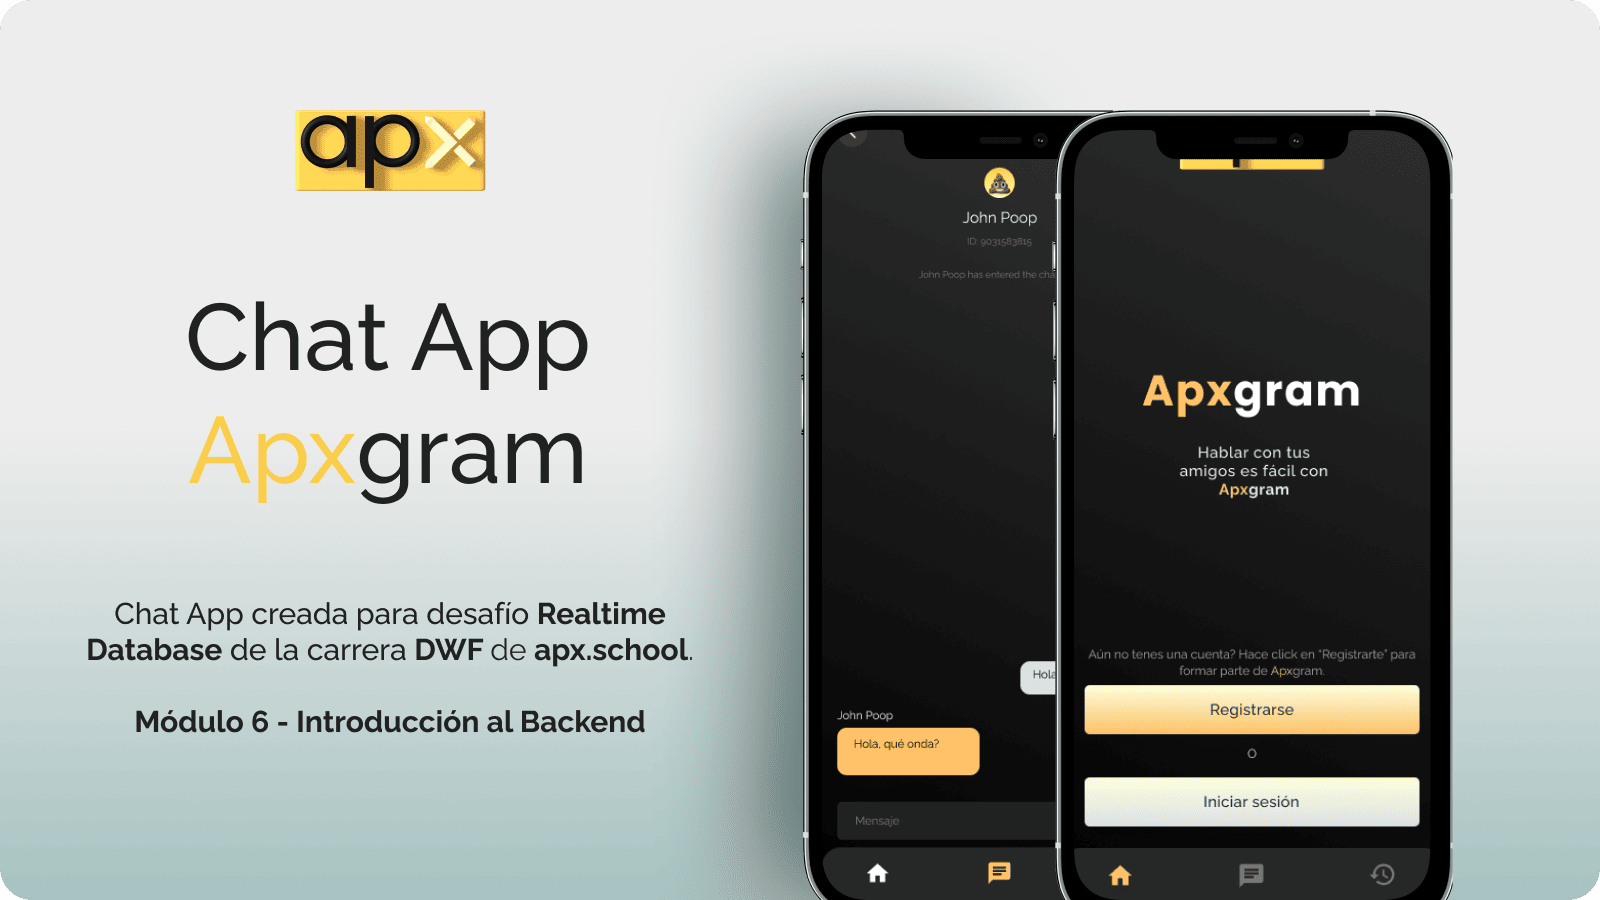 apx
Chat App
Apxgram
Chat App creada para desafío Realtime
Database de la carrera DWF de apx.school.
Módulo 6 - Introducción al Backend
John Poop
ID: 9031583815
John Poop has entered the cha
Hola
John Poop
Hola, qué onda?
Mensaje
Apxgram
Hablar con tus
amigos es fácil con
Apxgram
Aún no tenes una cuenta? Hace click en "Registrarte" para
formar parte de Apxgram.
Registrarse
O
Iniciar sesión